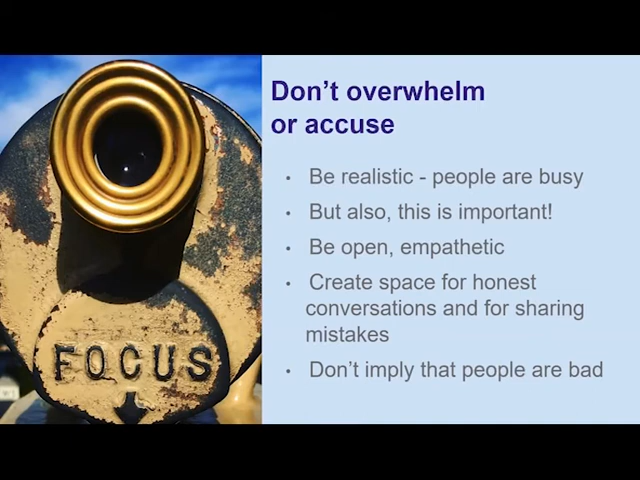 Don't overwhelm
or accuse
• Be realistic - people are busy
• But also, this is important!
• Be open, empathetic
• Create space for honest
conversations and for sharing
mistakes
• Don't imply that people are bad
FOCUS